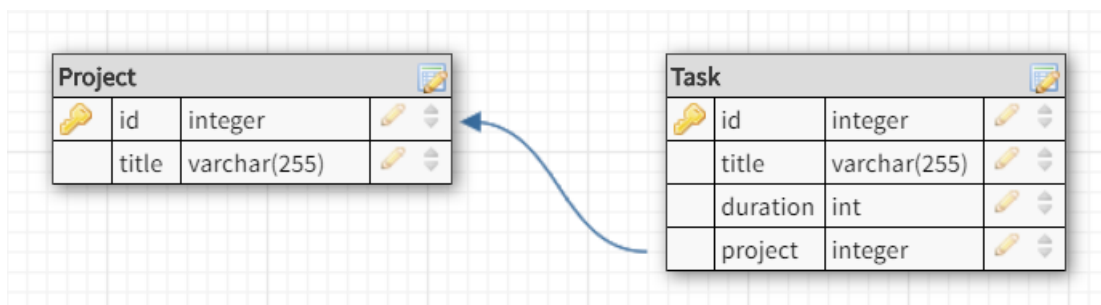 Project
id integer
title varchar(255)
Task
id integer
title varchar(255)
duration int
project integer